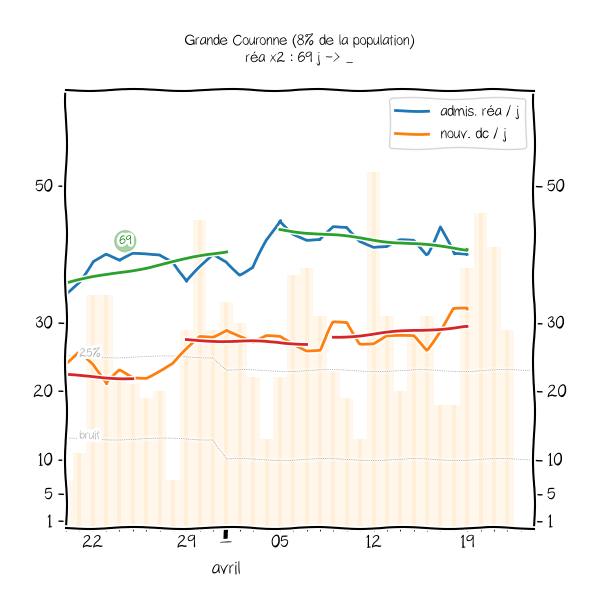 Grande Couronne (8% de la population)
réa x2 : 69 j -> _
admis. réa / j
nouv. dc / j
50 50
69
30 30
25%
20 20
bruit
10 10
5 5
1 1
22 29 _ 05 12 19
avril